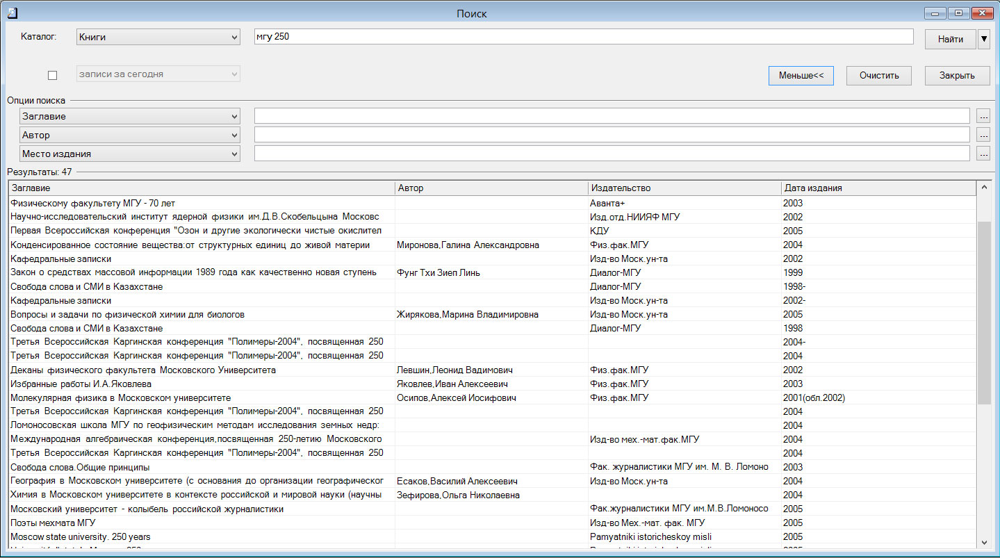 Поиск
Каталог: Книги мгу 250 Найти
записи за сегодня Меньше<< Очистить Закрыть
Опции поиска
Заглавие ...
Автор ...
Место издания ...
Результаты: 47
Заглавие Автор Издательство Дата издания
Физическому факультету МГУ - 70 лет Аванта+ 2003
Научно-исследовательский институт ядерной физики им.Д.В.Скобельцына Московс Изд.отд.НИИЯФ МГУ 2002
Первая Всероссийская конференция "Озон и другие экологически чистые окислител КДУ 2005
Конденсированное состояние вещества:от структурных единиц до живой материи Миронова,Галина Александровна Физ.фак.МГУ 2004
Кафедральные записки Изд-во Моск.ун-та 2002
Закон о средствах массовой информации 1989 года как качественно новая ступень Фунг Тхи Зиеп Линь Диалог-МГУ 1999
Свобода слова и СМИ в Казахстане Диалог-МГУ 1998-
Кафедральные записки Изд-во Моск.ун-та 2002-
Вопросы и задачи по физической химии для биологов Жирякова,Марина Владимировна Изд-во Моск.ун-та 2005
Свобода слова и СМИ в Казахстане Диалог-МГУ 1998
Третья Всероссийская Каргинская конференция "Полимеры-2004", посвященная 250 2004-
Третья Всероссийская Каргинская конференция "Полимеры-2004", посвященная 250 2004
Деканы физического факультета Московского Университета Левшин,Леонид Вадимович Физ.фак.МГУ 2002
Избранные работы И.А.Яковлева Яковлев,Иван Алексеевич Физ.фак.МГУ 2003
Молекулярная физика в Московском университете Осипов,Алексей Иосифович Физ.фак.МГУ 2001(обл.2002)
Третья Всероссийская Каргинская конференция "Полимеры-2004", посвященная 250 2004
Ломоносовская школа МГУ по геофизическим методам исследования земных недр: 2004
Международная алгебраическая конференция,посвященная 250-летию Московского Изд-во мех.-мат.фак.МГУ 2004
Третья Всероссийская Каргинская конференция "Полимеры-2004", посвященная 250 2004
Свобода слова.Общие принципы Фак. журналистики МГУ им. М. В. Ломоно 2003
География в Московском университете (с основания до организации географическог Есаков,Василий Алексеевич Изд-во Моск.ун-та 2004
Химия в Московском университете в контексте российской и мировой науки (научны Зефирова,Ольга Николаевна 2004
Московский университет - колыбель российской журналистики Фак.журналистики МГУ им.М.В.Ломоносо 2005
Поэты мехмата МГУ Изд-во Мех.-мат. фак. МГУ 2005
Moscow state university. 250 years Pamyatniki istoricheskoy misli 2005